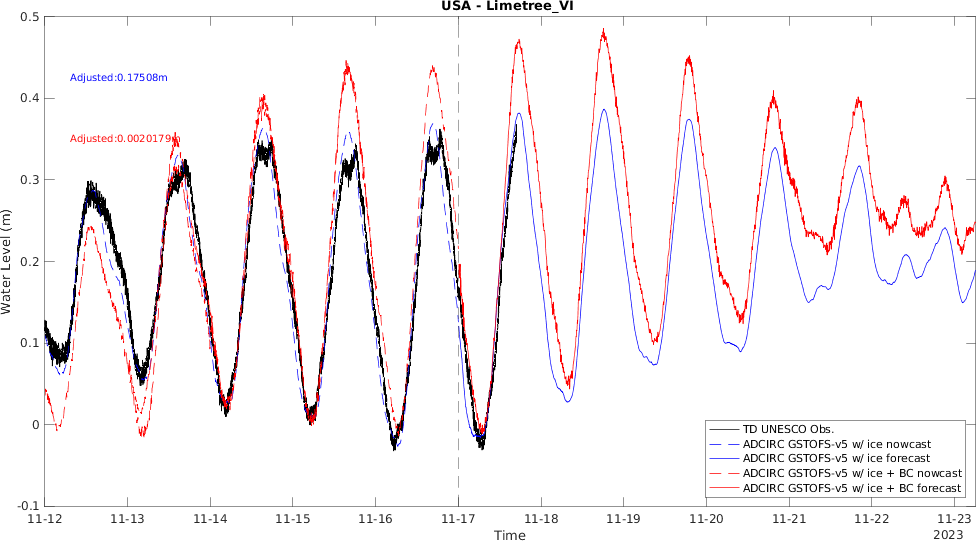 USA - Limetree_VI
0.5
0.4
0.3
0.2
0.1
0
-0.1
Water Level (m)
Adjusted:0.17508m
Adjusted:0.0020179m
TD UNESCO Obs.
ADCIRC GSTOFS-v5 w/ ice nowcast
ADCIRC GSTOFS-v5 w/ ice forecast
ADCIRC GSTOFS-v5 w/ ice + BC nowcast
ADCIRC GSTOFS-v5 w/ ice + BC forecast
11-12 11-13 11-14 11-15 11-16 11-17 11-18 11-19 11-20 11-21 11-22 11-23
Time
2023